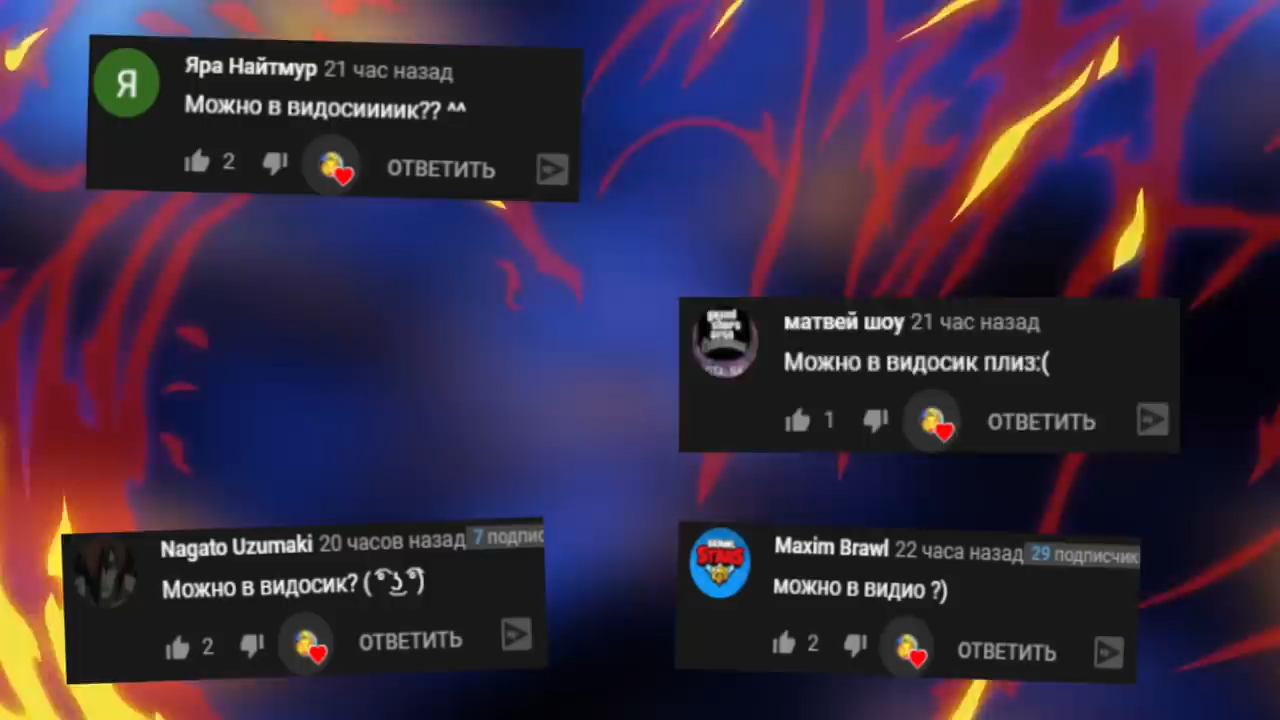 Я
Яра Найтмур 21 час назад
Можно в видосиииик?? ^^
2 ОТВЕТИТЬ
матвей шоу 21 час назад
Можно в видосик плиз:(
1 ОТВЕТИТЬ
Nagato Uzumaki 20 часов назад 7 подпис
Можно в видосик? ( ͡° ͜ʖ ͡°)
2 ОТВЕТИТЬ
BRAWL
STARS
Maxim Brawl 22 часа назад 29 подписчик
можно в видио ?)
2 ОТВЕТИТЬ